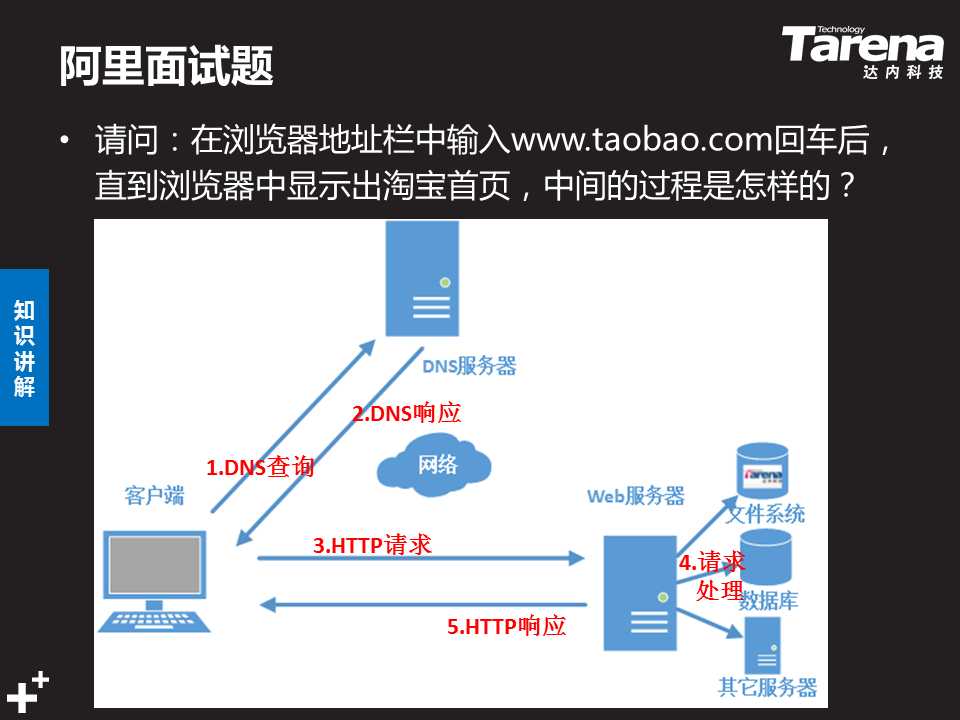 阿里面试题
Technology
Tarena
达内科技
• 请问：在浏览器地址栏中输入www.taobao.com回车后，
直到浏览器中显示出淘宝首页，中间的过程是怎样的？
知识讲解
DNS服务器
2.DNS响应
1.DNS查询
网络
客户端
Web服务器
Tarena
文件系统
3.HTTP请求
4.请求
处理
数据库
5.HTTP响应
其它服务器